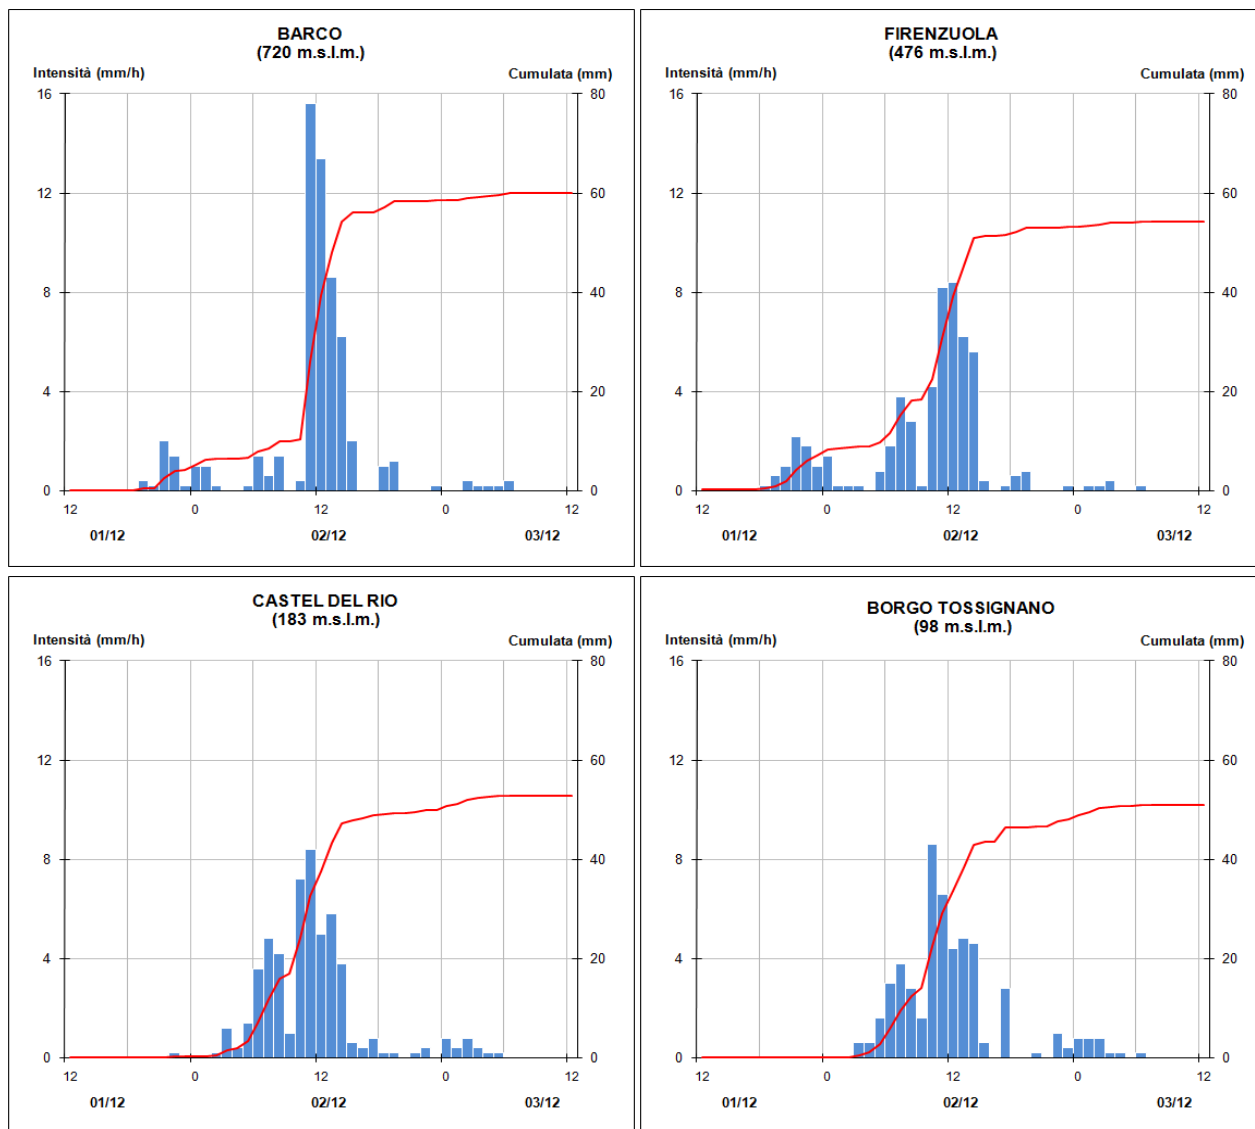 BARCO
(720 m.s.l.m.)
Intensità (mm/h) Cumulata (mm)
16 80
12 60
8 40
4 20
0 0
12 0 12 0 12
01/12 02/12 03/12
FIRENZUOLA
(476 m.s.l.m.)
Intensità (mm/h) Cumulata (mm)
16 80
12 60
8 40
4 20
0 0
12 0 12 0 12
01/12 02/12 03/12
CASTEL DEL RIO
(183 m.s.l.m.)
Intensità (mm/h) Cumulata (mm)
16 80
12 60
8 40
4 20
0 0
12 0 12 0 12
01/12 02/12 03/12
BORGO TOSSIGNANO
(98 m.s.l.m.)
Intensità (mm/h) Cumulata (mm)
16 80
12 60
8 40
4 20
0 0
12 0 12 0 12
01/12 02/12 03/12